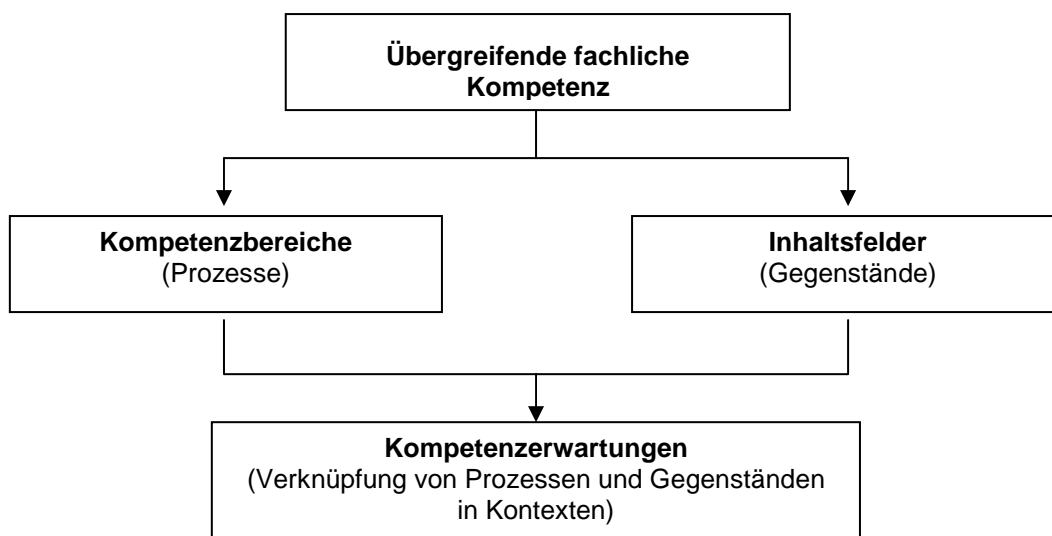 Übergreifende fachliche
Kompetenz
Kompetenzbereiche
(Prozesse)
Inhaltsfelder
(Gegenstände)
Kompetenzerwartungen
(Verknüpfung von Prozessen und Gegenständen
in Kontexten)